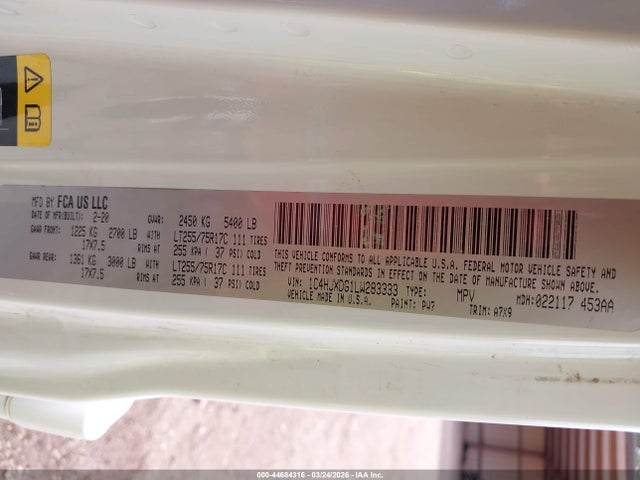 MFD BY FCA US LLC
DATE OF MFR(BUILT): 2-20 GVWR: 2450 KG 5400 LB
GAWR FRONT: 1225 KG 2700 LB WITH LT255/75R17C 111 TIRES
17X7.5 RIMS AT 255 KPA ( 37 PSI) COLD
GAWR REAR: 1361 KG 3000 LB WITH LT255/75R17C 111 TIRES
17X7.5 RIMS AT 255 KPA ( 37 PSI) COLD
THIS VEHICLE CONFORMS TO ALL APPLICABLE U.S.A. FEDERAL MOTOR VEHICLE SAFETY AND
THEFT PREVENTION STANDARDS IN EFFECT ON THE DATE OF MANUFACTURE SHOWN ABOVE.
VIN: 1C4HJXDG1LW283333 TYPE: MPV MDH:022117 453AA
VEHICLE MADE IN U.S.A. PAINT: PW7 TRIM: A7X9
000-44684316 - 03/24/2026 - IAA Inc.